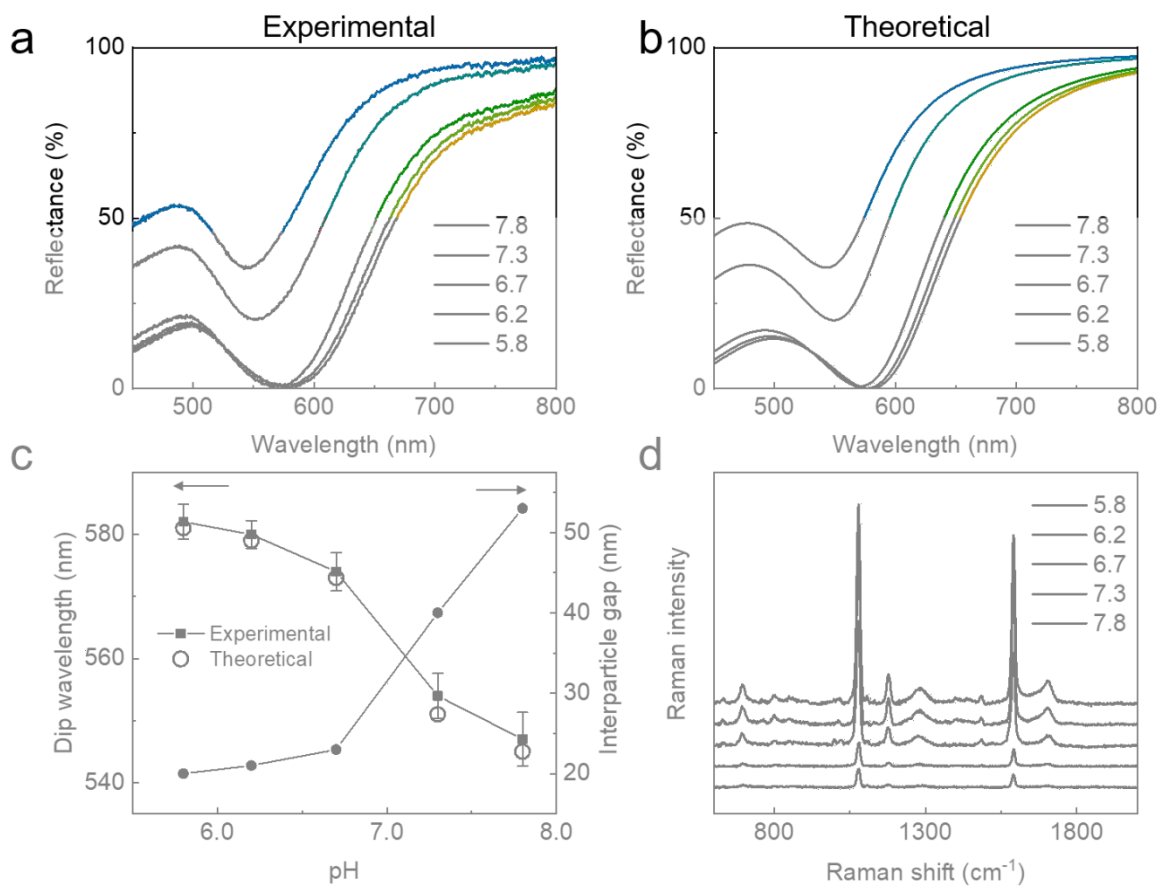 a
Experimental
100
50
0
Reflectance (%)
7.8
7.3
6.7
6.2
5.8
500
600
700
800
Wavelength (nm)
b
Theoretical
100
50
0
Reflectance (%)
7.8
7.3
6.7
6.2
5.8
500
600
700
800
Wavelength (nm)
c
580
560
540
Dip wavelength (nm)
Experimental
Theoretical
50
40
30
20
Interparticle gap (nm)
6.0
7.0
8.0
pH
d
Raman intensity
5.8
6.2
6.7
7.3
7.8
800
1300
1800
Raman shift (cm⁻¹)